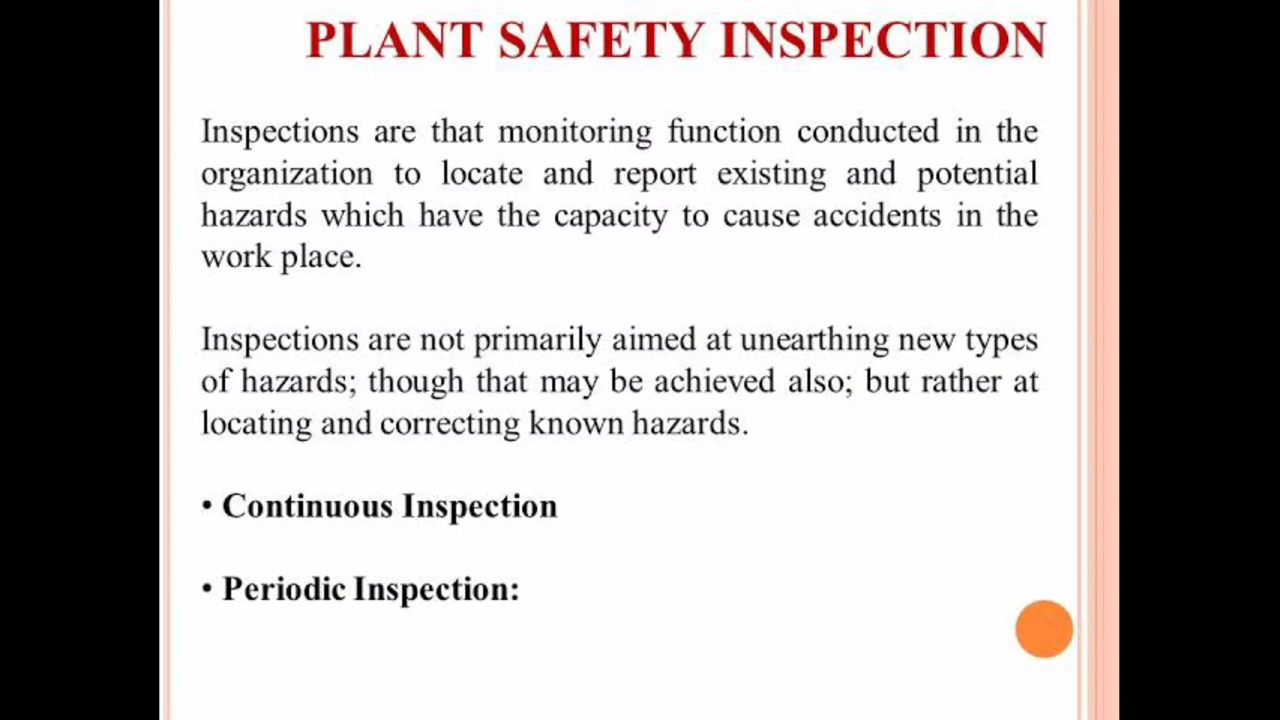 PLANT SAFETY INSPECTION
Inspections are that monitoring function conducted in the
organization to locate and report existing and potential
hazards which have the capacity to cause accidents in the
work place.
Inspections are not primarily aimed at unearthing new types
of hazards; though that may be achieved also; but rather at
locating and correcting known hazards.
• Continuous Inspection
• Periodic Inspection: